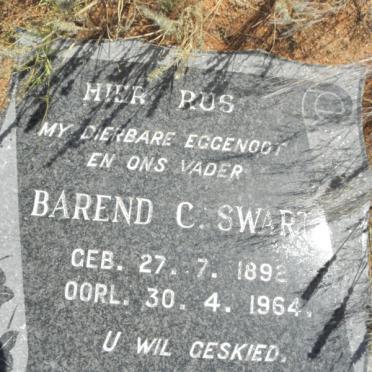 HIER RUS
MY DIERBARE EGGENOOT
EN ONS VADER
BAREND C. SWART
GEB. 27. 7. 1892
OORL. 30. 4. 1964.
U WIL GESKIED.